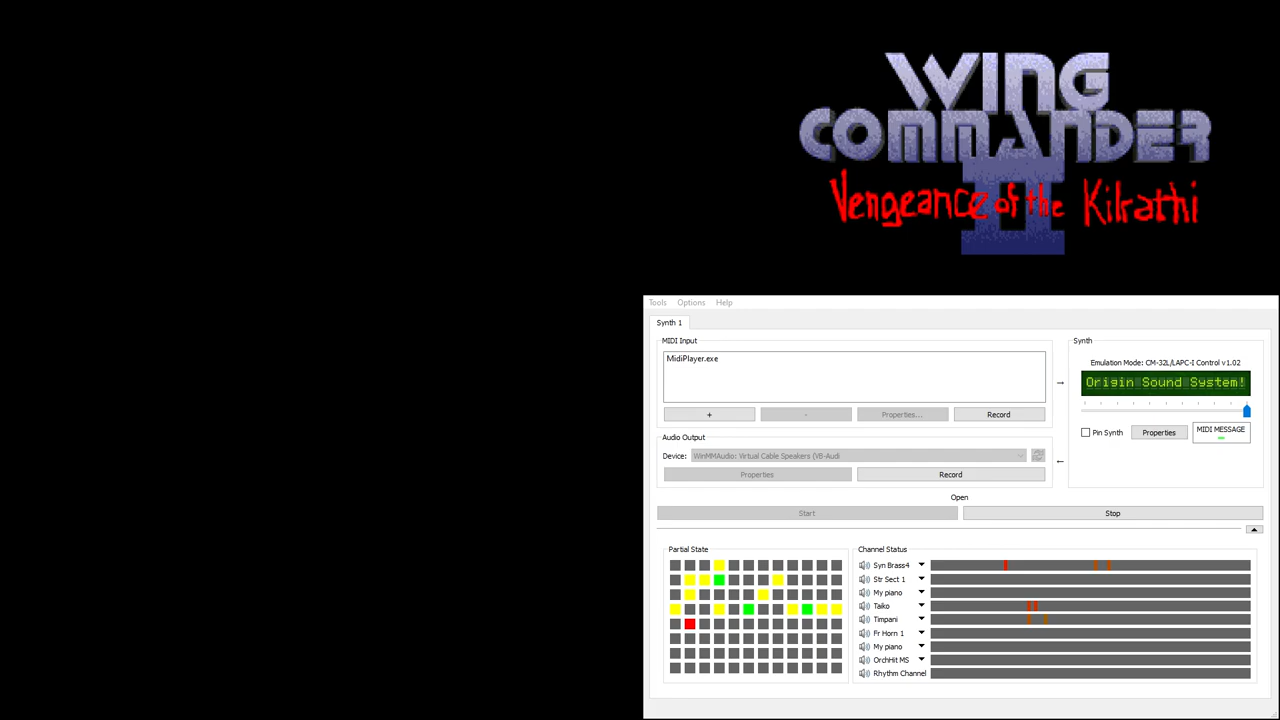 WING
COMMANDER
II
Vengeance of the Kilrathi
Tools Options Help
Synth 1
MIDI Input
MidiPlayer.exe
+ - Properties... Record
Audio Output
Device: WinMMAudio: Virtual Cable Speakers (VB-Audi
Properties Record
Synth
Emulation Mode: CM-32L/LAPC-I Control v1.02
Origin Sound System!
Pin Synth Properties MIDI MESSAGE
Open
Start Stop
Partial State
Channel Status
Syn Brass4
Str Sect 1
My piano
Taiko
Timpani
Fr Horn 1
My piano
OrchHit MS
Rhythm Channel